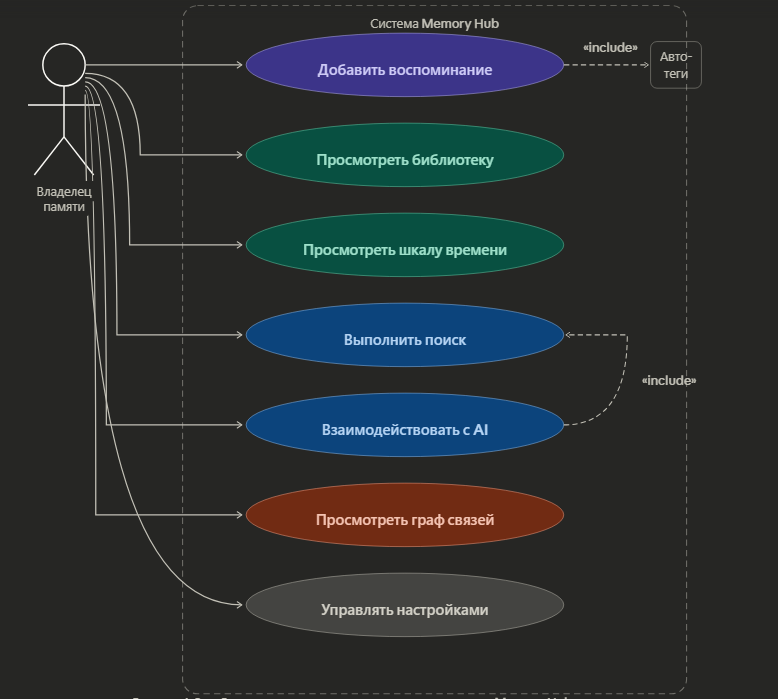 Система Memory Hub
Добавить воспоминание
«include»
Авто-
теги
Просмотреть библиотеку
Владелец
памяти
Просмотреть шкалу времени
Выполнить поиск
«include»
Взаимодействовать с AI
Просмотреть граф связей
Управлять настройками